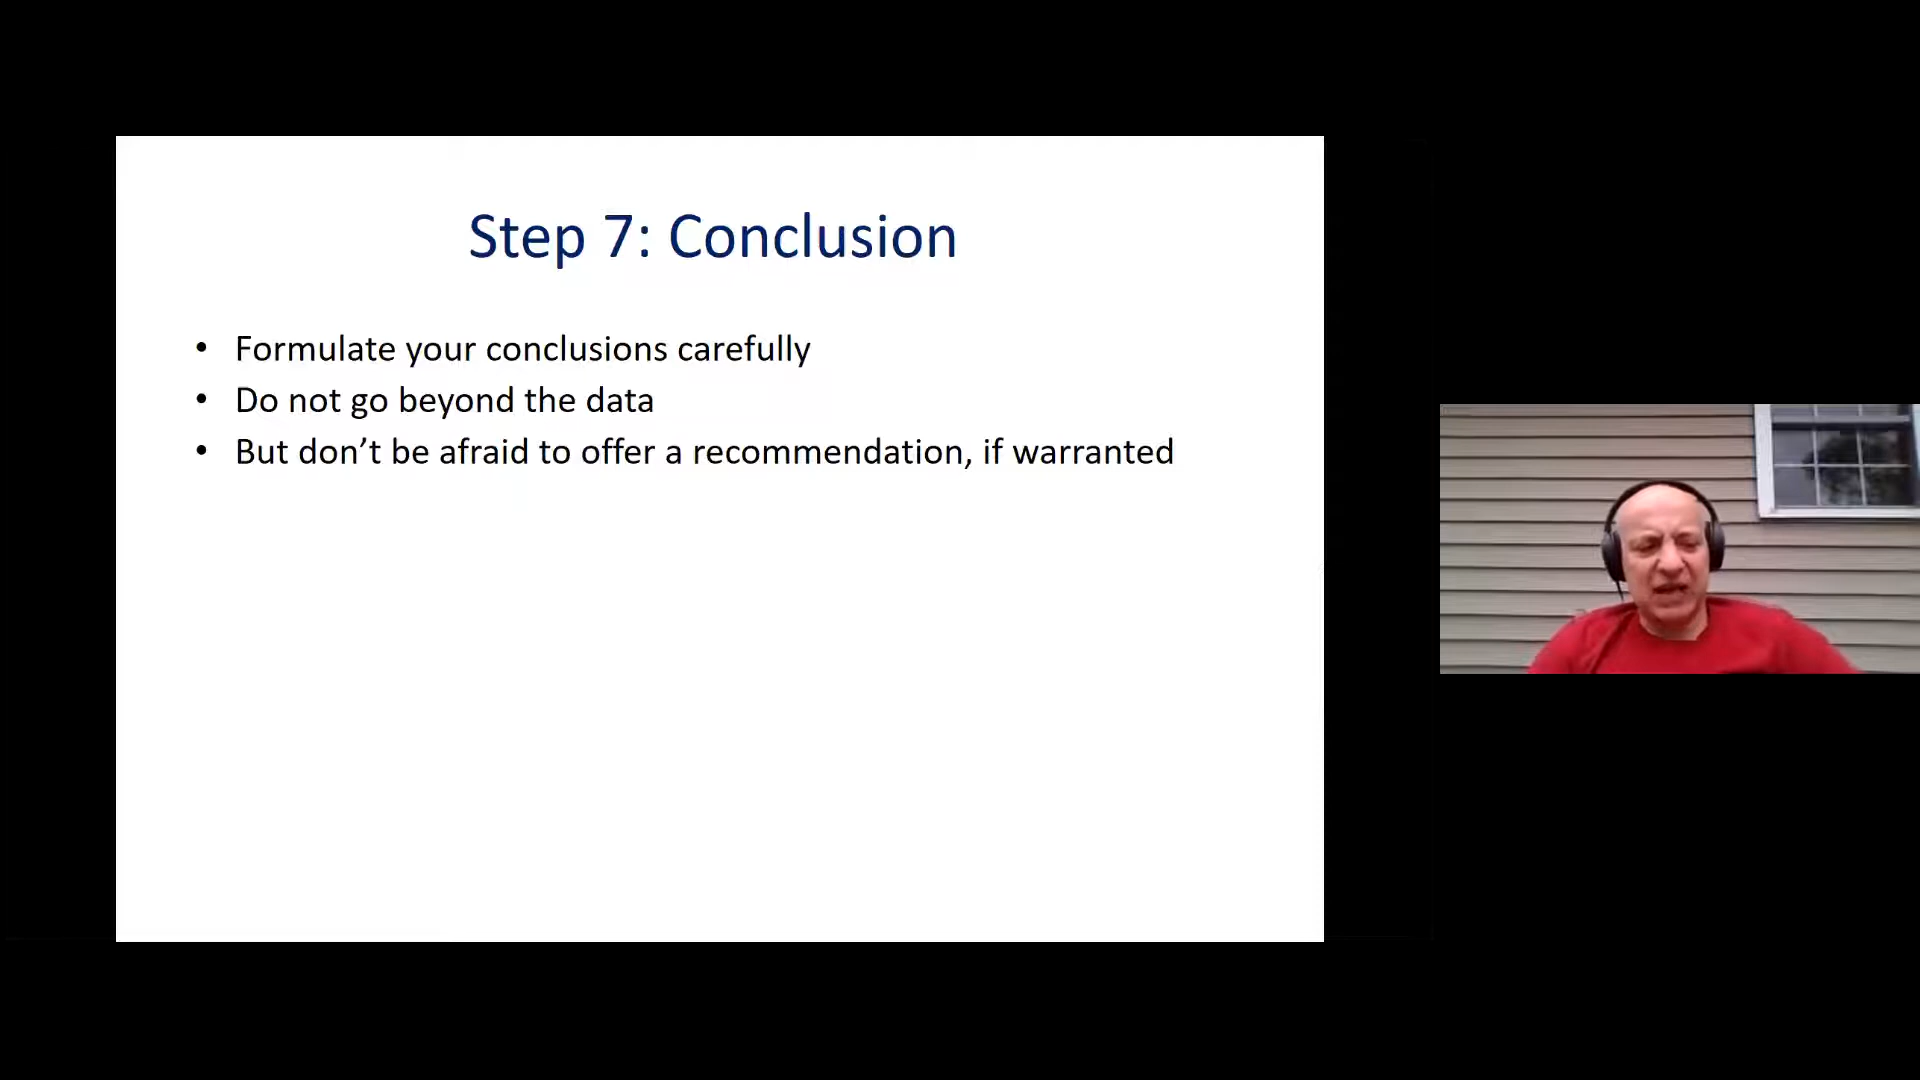 Step 7: Conclusion
• Formulate your conclusions carefully
• Do not go beyond the data
• But don’t be afraid to offer a recommendation, if warranted